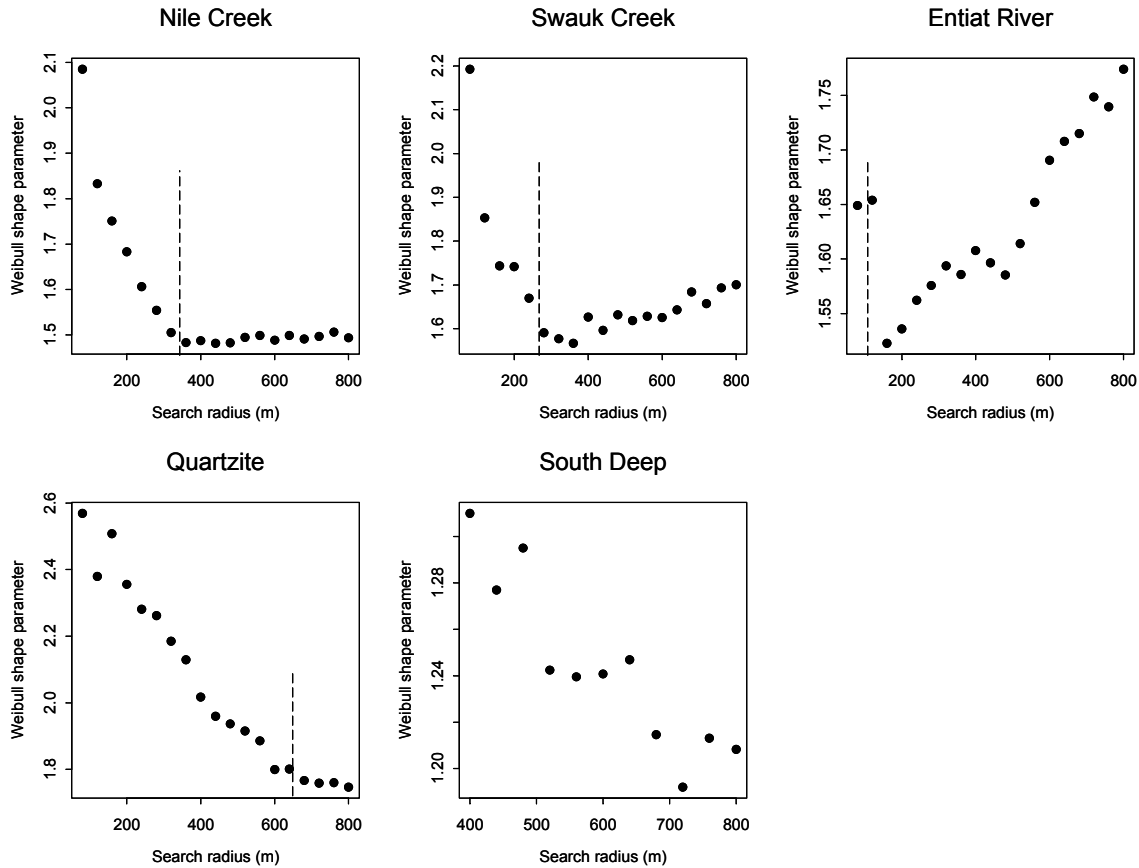 Nile Creek
Swauk Creek
Entiat River
Weibull shape parameter
2.1
2.0
1.9
1.8
1.7
1.6
1.5
200 400 600 800
Search radius (m)
Weibull shape parameter
2.2
2.1
2.0
1.9
1.8
1.7
1.6
200 400 600 800
Search radius (m)
Weibull shape parameter
1.75
1.70
1.65
1.60
1.55
200 400 600 800
Search radius (m)
Quartzite
South Deep
Weibull shape parameter
2.6
2.4
2.2
2.0
1.8
200 400 600 800
Search radius (m)
Weibull shape parameter
1.28
1.24
1.20
400 500 600 700 800
Search radius (m)